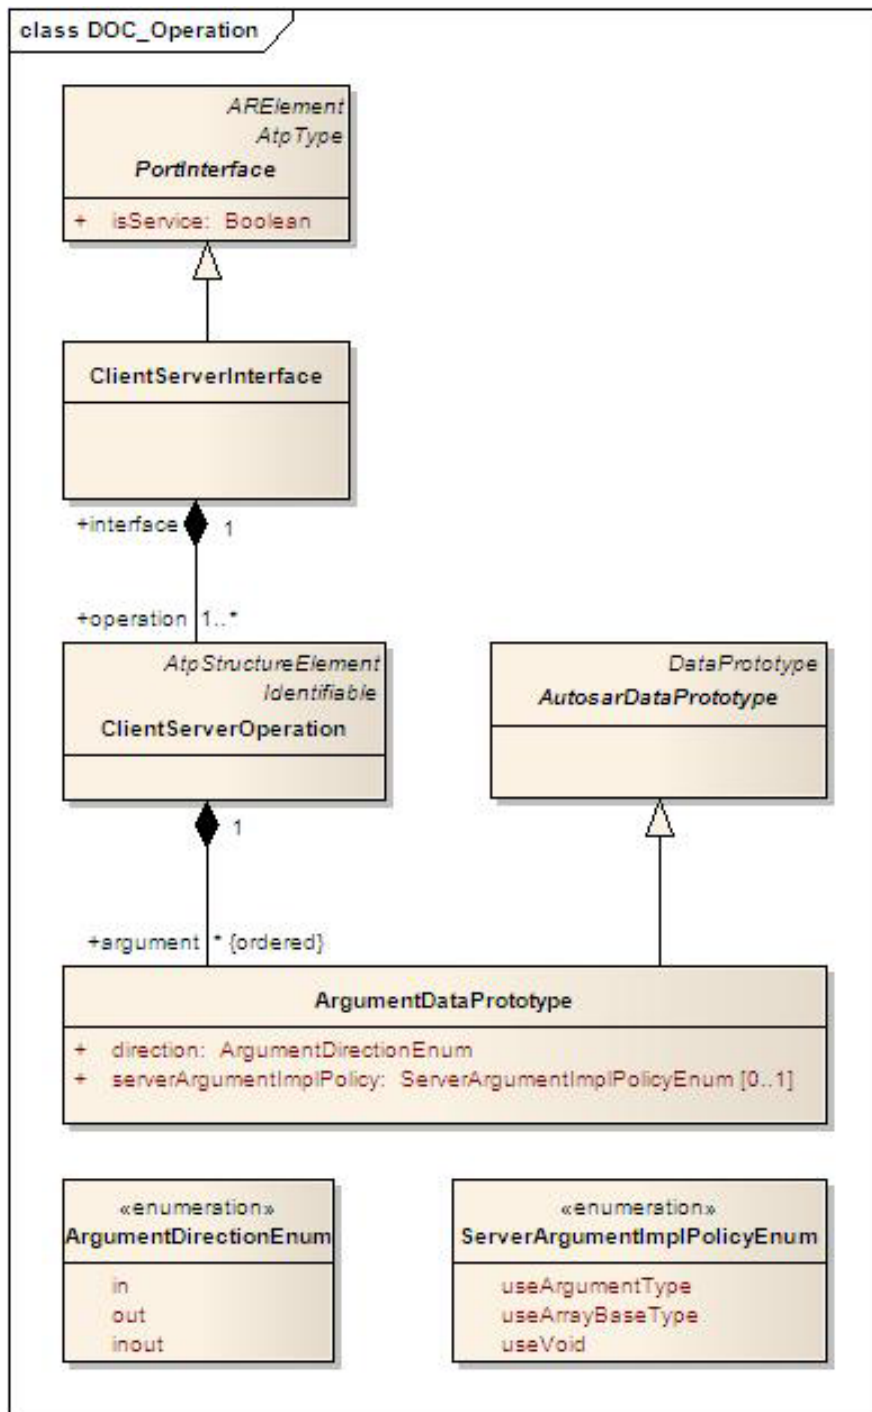 class DOC_Operation
ARElement
AtpType
PortInterface
+ isService: Boolean
ClientServerInterface
+interface 1
+operation 1..*
AtpStructureElement
Identifiable
ClientServerOperation
DataPrototype
AutosarDataPrototype
1
+argument * {ordered}
ArgumentDataPrototype
+ direction: ArgumentDirectionEnum
+ serverArgumentImplPolicy: ServerArgumentImplPolicyEnum [0..1]
«enumeration»
ArgumentDirectionEnum
in
out
inout
«enumeration»
ServerArgumentImplPolicyEnum
useArgumentType
useArrayBaseType
useVoid